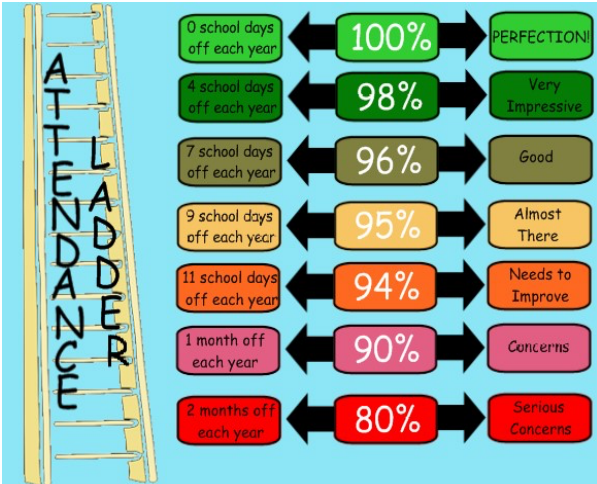 ATTENDANCE
LADDER
0 school days
off each year
100%
PERFECTION!
4 school days
off each year
98%
Very
Impressive
7 school days
off each year
96%
Good
9 school days
off each year
95%
Almost
There
11 school days
off each year
94%
Needs to
Improve
1 month off
each year
90%
Concerns
2 months off
each year
80%
Serious
Concerns